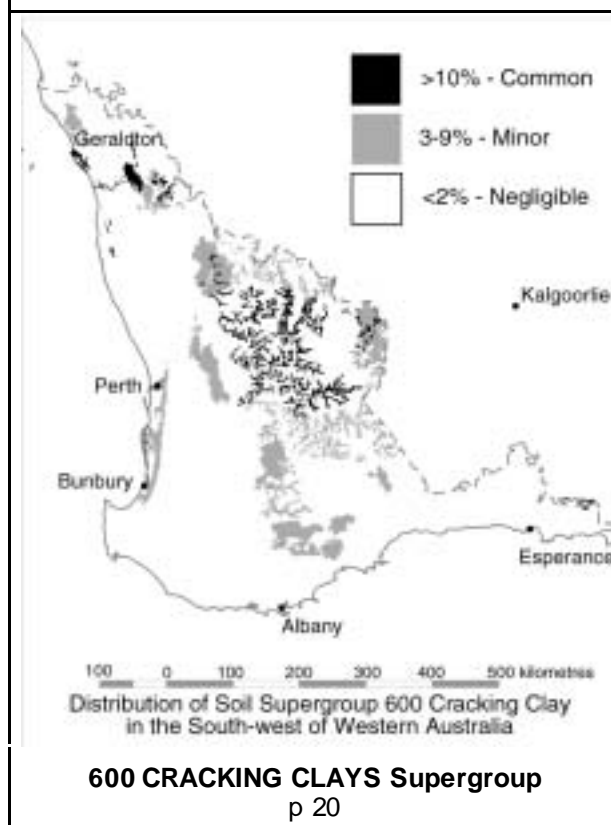 >10% - Common
3-9% - Minor
<2% - Negligible
Geraldton
Kalgoorlie
Perth
Bunbury
Esperance
Albany
100 0 100 200 300 400 500 kilometres
Distribution of Soil Supergroup 600 Cracking Clay
in the South-west of Western Australia
600 CRACKING CLAYS Supergroup
p 20